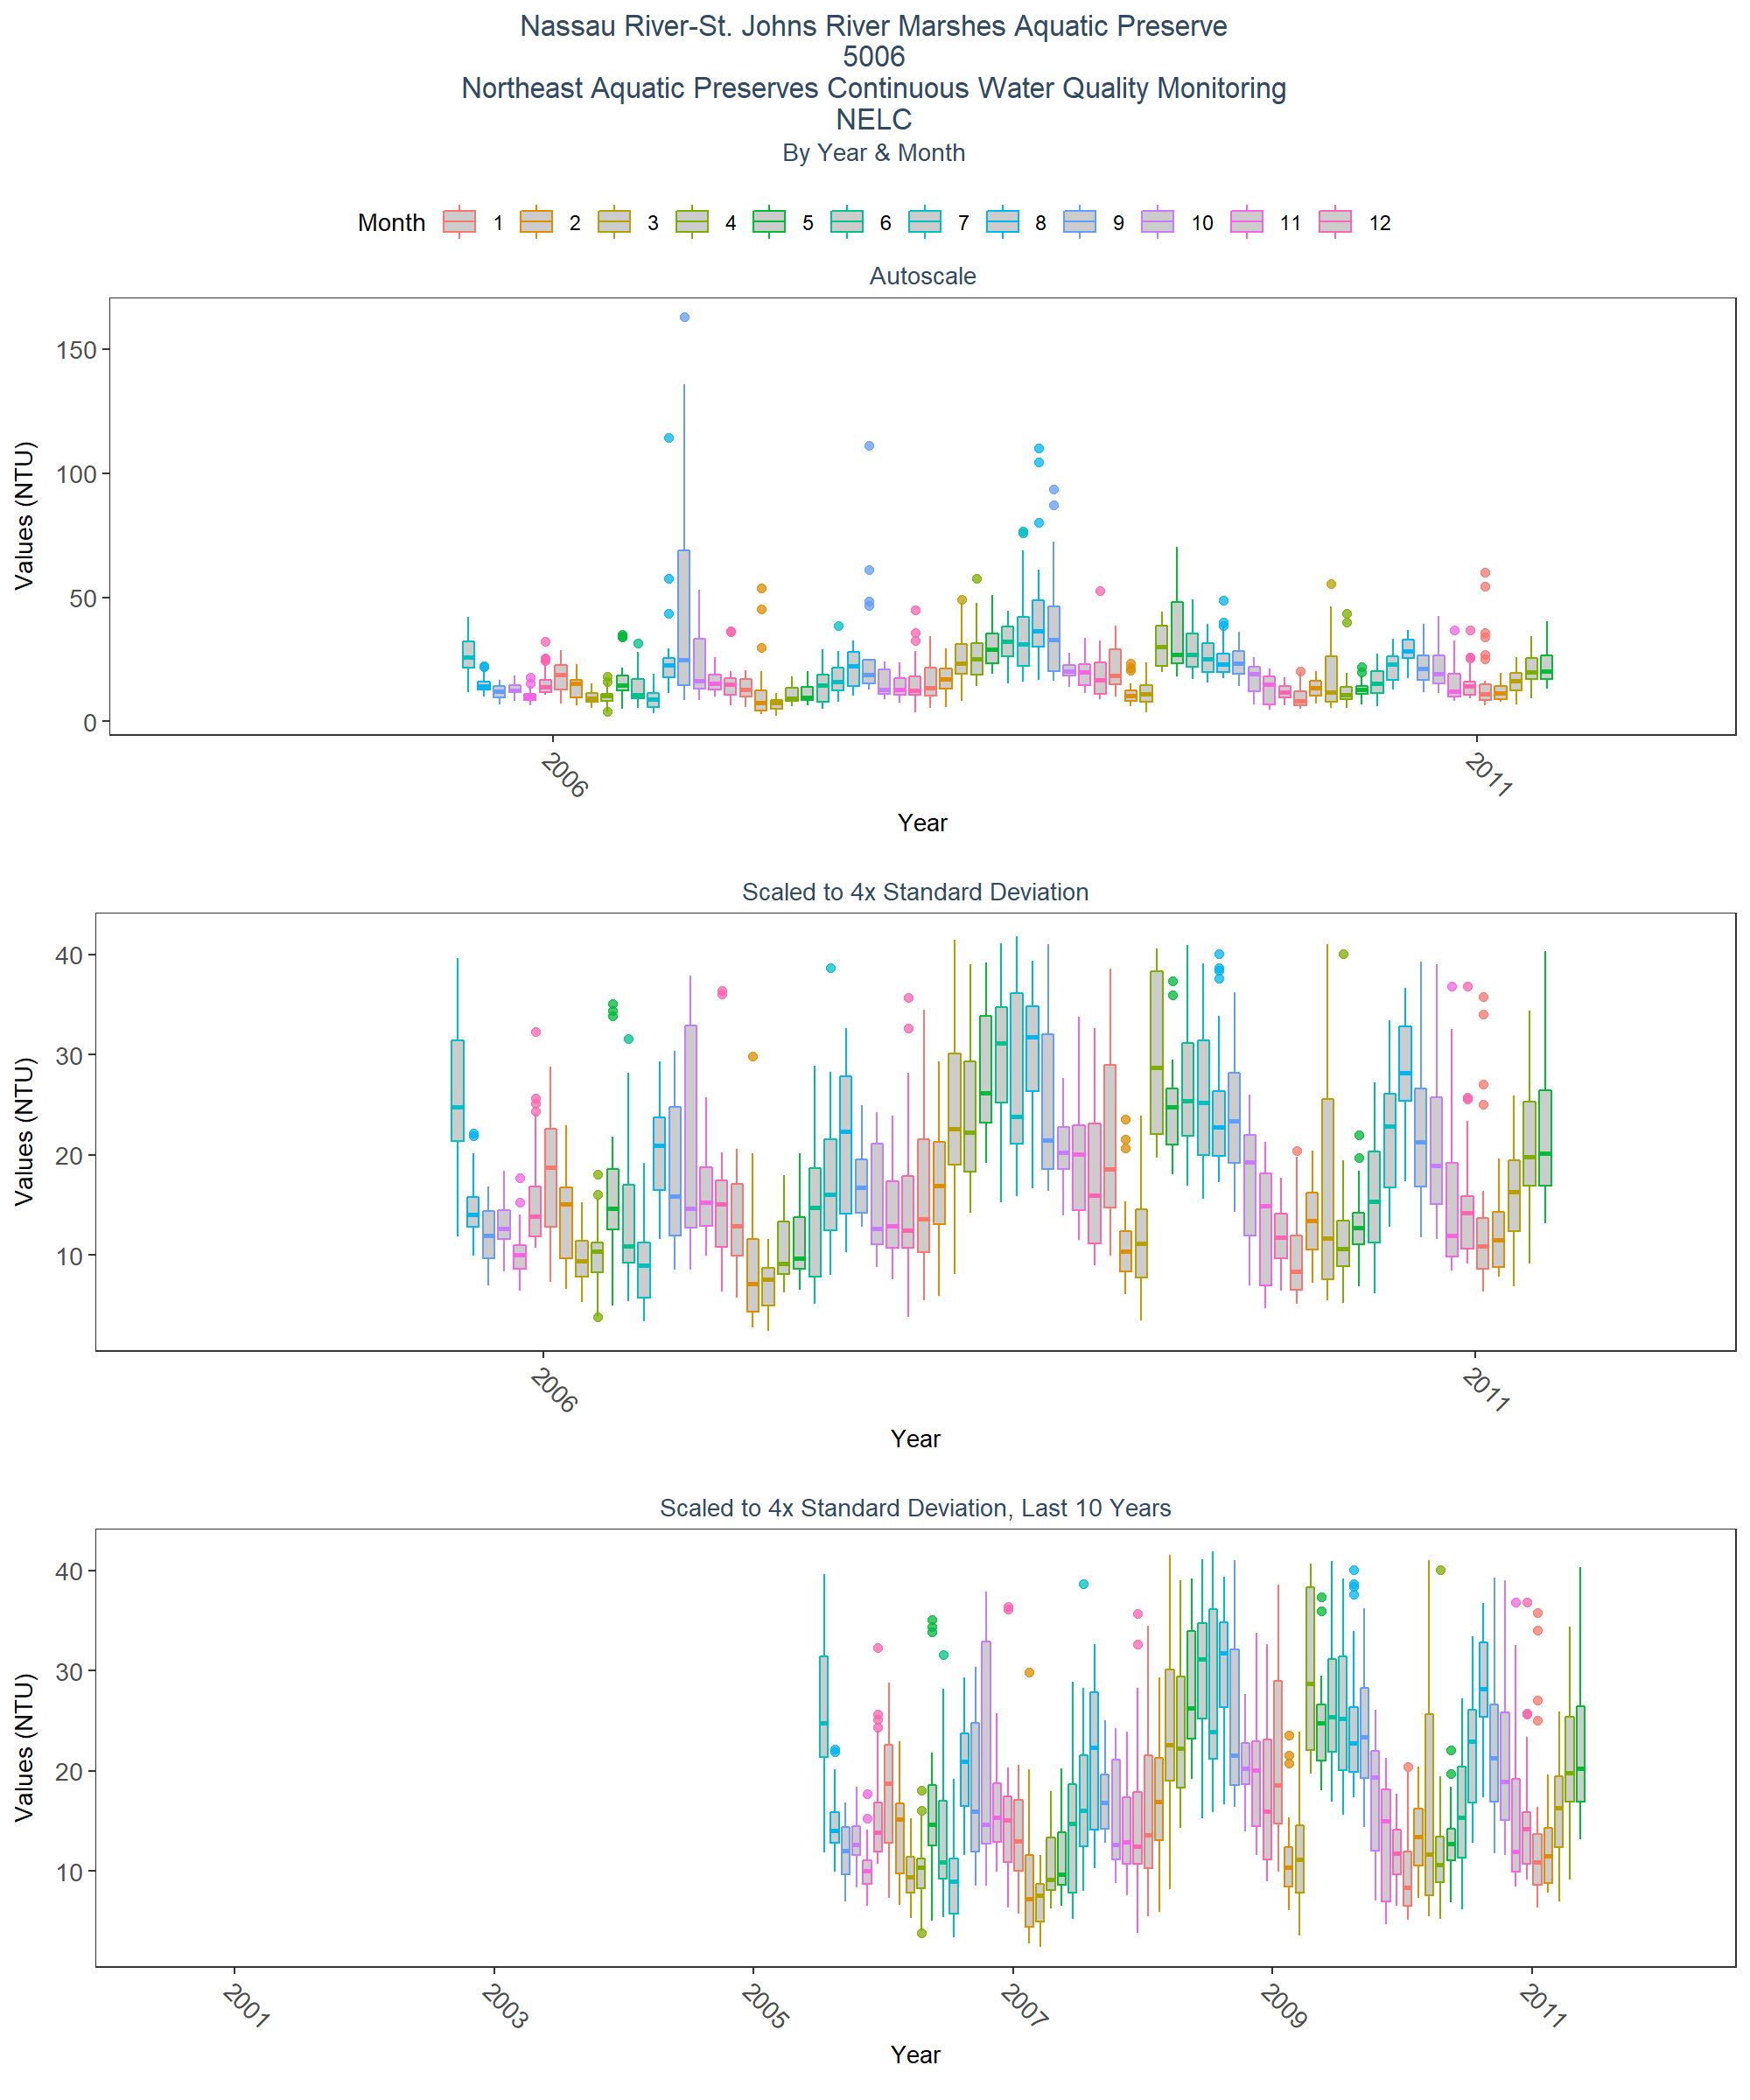 Nassau River-St. Johns River Marshes Aquatic Preserve
5006
Northeast Aquatic Preserves Continuous Water Quality Monitoring
NELC
By Year & Month
Month 1 2 3 4 5 6 7 8 9 10 11 12
Autoscale
Values (NTU)
150
100
50
0
2006 2011
Year
Scaled to 4x Standard Deviation
Values (NTU)
40
30
20
10
2006 2011
Year
Scaled to 4x Standard Deviation, Last 10 Years
Values (NTU)
40
30
20
10
2001 2003 2005 2007 2009 2011
Year